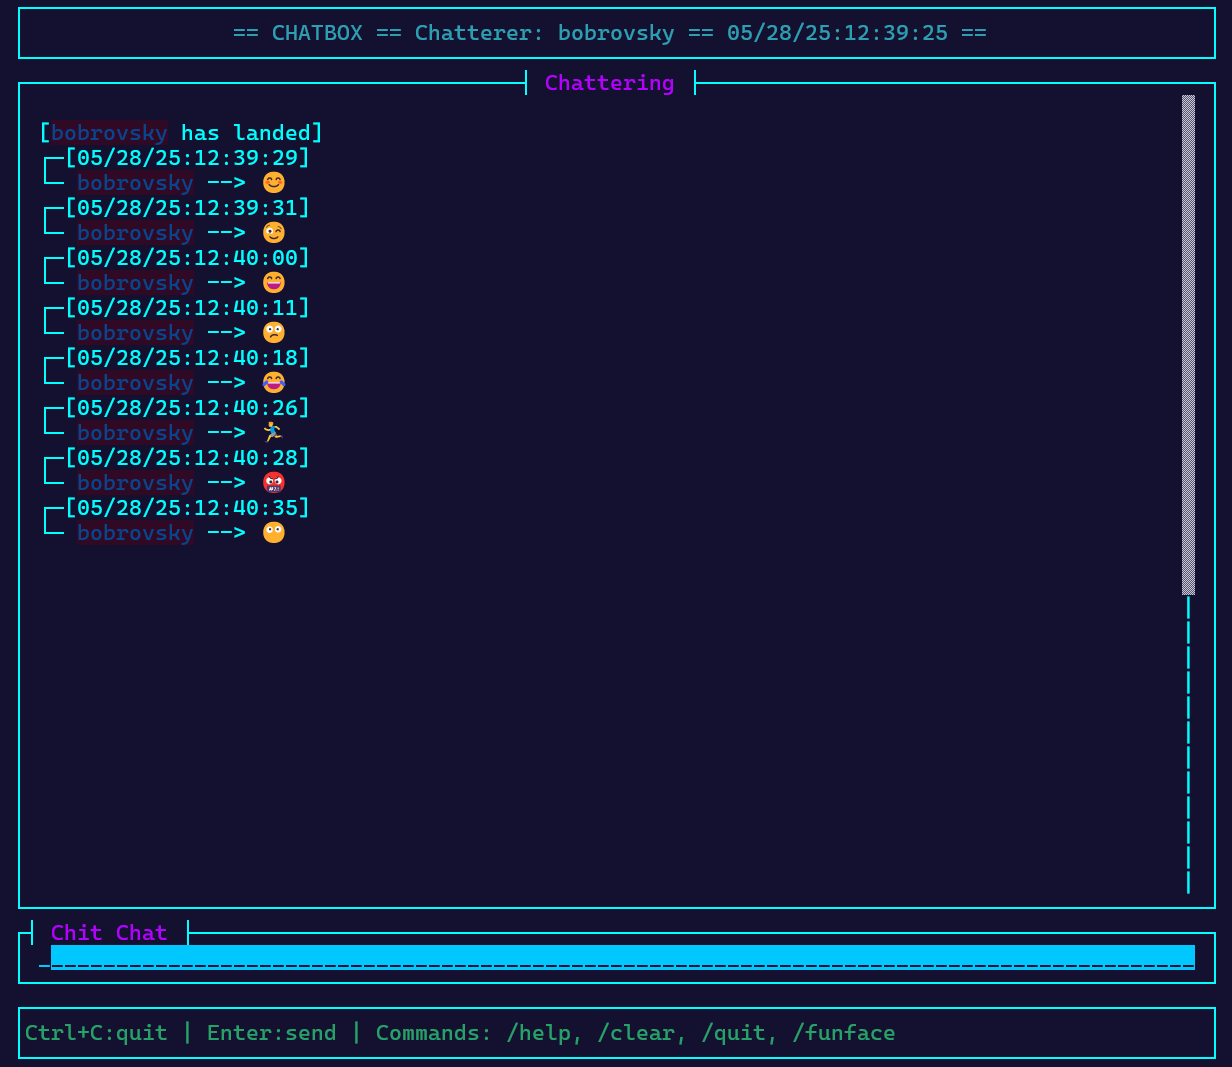 == CHATBOX == Chatterer: bobrovsky == 05/28/25:12:39:25 ==
Chattering
[bobrovsky has landed]
[05/28/25:12:39:29]
bobrovsky --> 😊
[05/28/25:12:39:31]
bobrovsky --> 😉
[05/28/25:12:40:00]
bobrovsky --> 😄
[05/28/25:12:40:11]
bobrovsky --> 😕
[05/28/25:12:40:18]
bobrovsky --> 😂
[05/28/25:12:40:26]
bobrovsky --> 🏃
[05/28/25:12:40:28]
bobrovsky --> 🤬
[05/28/25:12:40:35]
bobrovsky --> 😶
Chit Chat
Ctrl+C:quit | Enter:send | Commands: /help, /clear, /quit, /funface